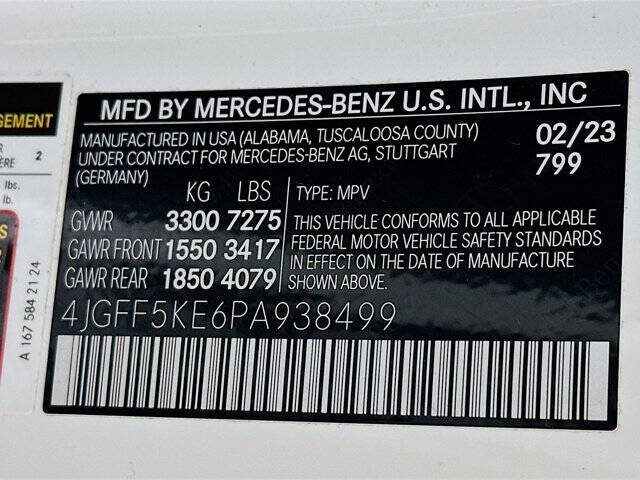 GEMENT
2
lbs.
lbs.
A 167 584 21 24
MFD BY MERCEDES-BENZ U.S. INTL., INC
MANUFACTURED IN USA (ALABAMA, TUSCALOOSA COUNTY) 02/23
UNDER CONTRACT FOR MERCEDES-BENZ AG, STUTTGART 799
(GERMANY)
KG LBS TYPE: MPV
GVWR 3300 7275
GAWR FRONT 1550 3417
GAWR REAR 1850 4079
THIS VEHICLE CONFORMS TO ALL APPLICABLE
FEDERAL MOTOR VEHICLE SAFETY STANDARDS
IN EFFECT ON THE DATE OF MANUFACTURE
SHOWN ABOVE.
4JGFF5KE6PA938499